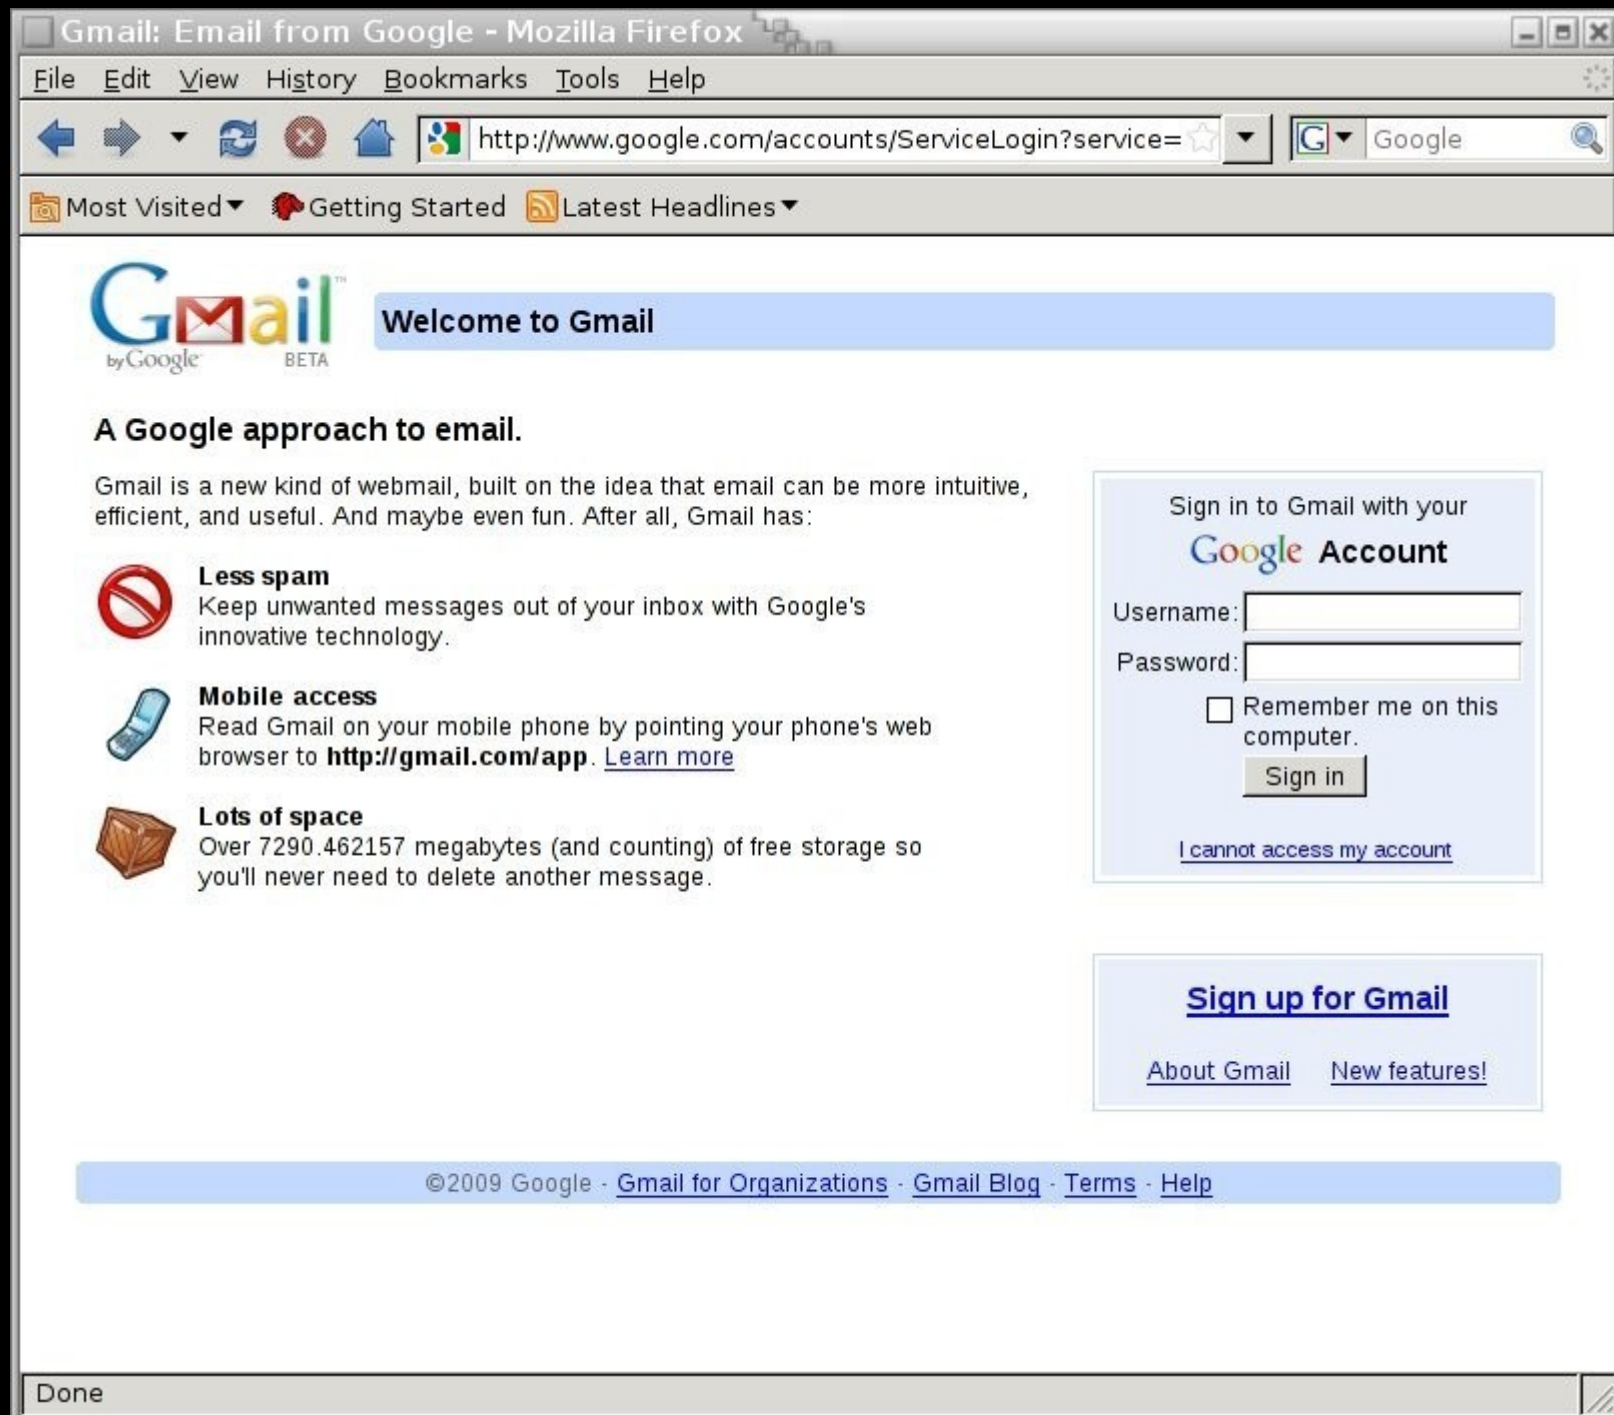 Gmail: Email from Google - Mozilla Firefox
File Edit View History Bookmarks Tools Help
http://www.google.com/accounts/ServiceLogin?service=
G Google
Most Visited Getting Started Latest Headlines
Gmail™
by Google BETA
Welcome to Gmail
A Google approach to email.
Gmail is a new kind of webmail, built on the idea that email can be more intuitive,
efficient, and useful. And maybe even fun. After all, Gmail has:
Less spam
Keep unwanted messages out of your inbox with Google's
innovative technology.
Mobile access
Read Gmail on your mobile phone by pointing your phone's web
browser to http://gmail.com/app. Learn more
Lots of space
Over 7290.462157 megabytes (and counting) of free storage so
you'll never need to delete another message.
Sign in to Gmail with your
Google Account
Username:
Password:
Remember me on this
computer.
Sign in
I cannot access my account
Sign up for Gmail
About Gmail New features!
©2009 Google - Gmail for Organizations - Gmail Blog - Terms - Help
Done